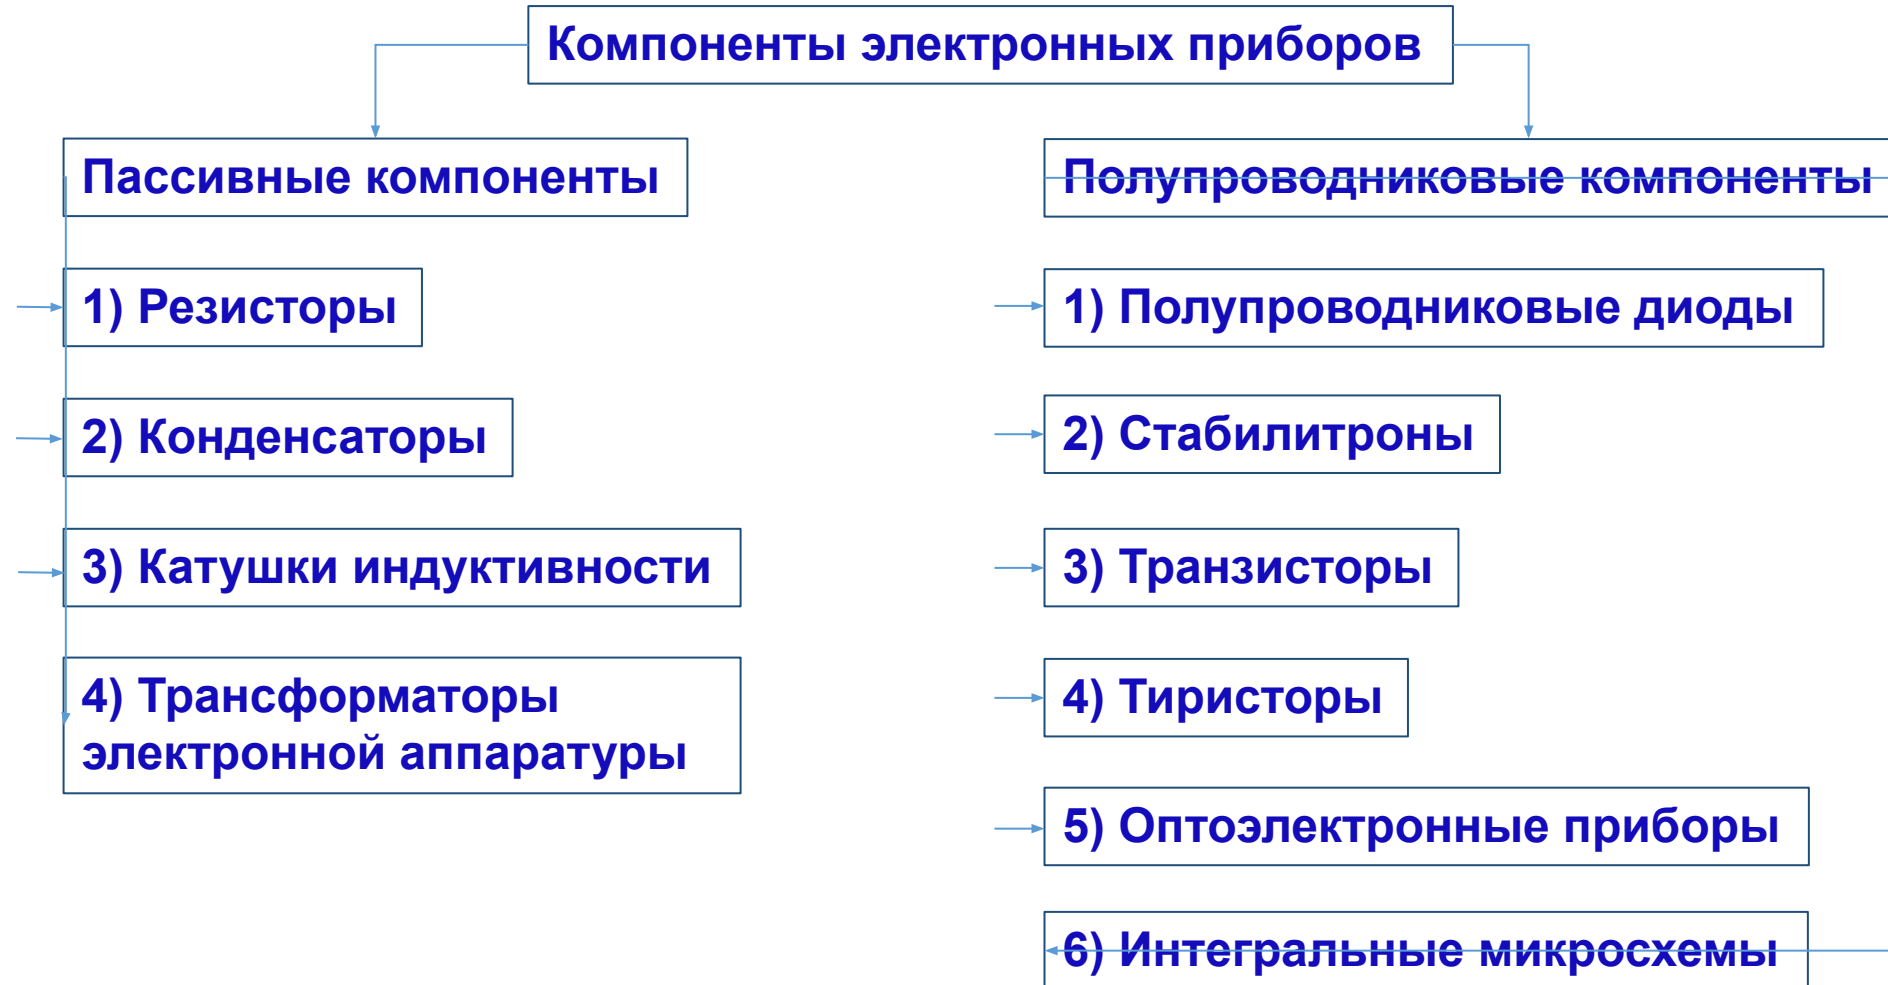 Компоненты электронных приборов
Пассивные компоненты
1) Резисторы
2) Конденсаторы
3) Катушки индуктивности
4) Трансформаторы
электронной аппаратуры
Полупроводниковые компоненты
1) Полупроводниковые диоды
2) Стабилитроны
3) Транзисторы
4) Тиристоры
5) Оптоэлектронные приборы
6) Интегральные микросхемы